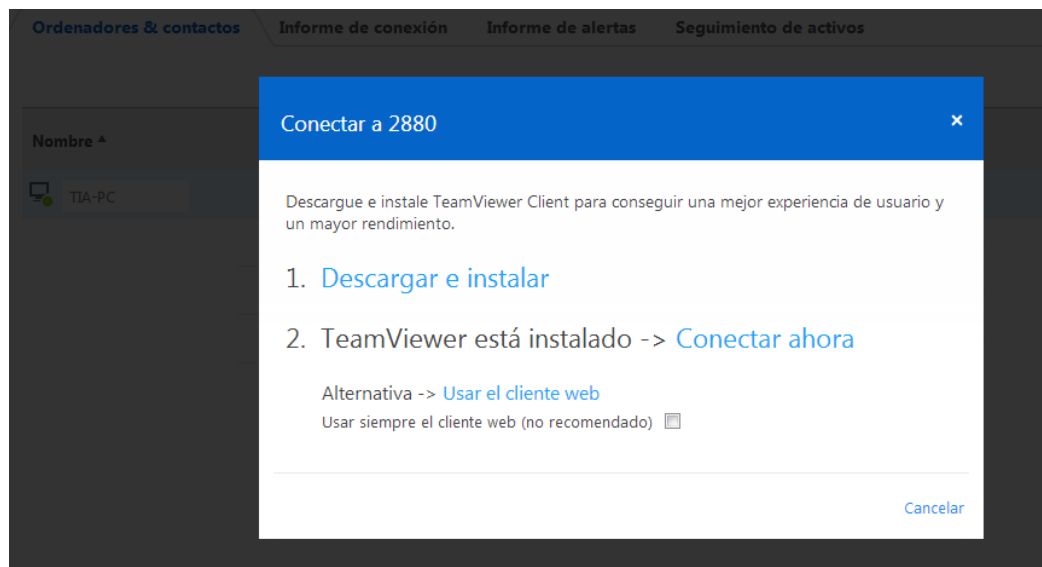 Ordenadores & contactos Informe de conexión Informe de alertas Seguimiento de activos
Conectar a 2880 ×
Nombre
TIA-PC
Descargue e instale TeamViewer Client para conseguir una mejor experiencia de usuario y
un mayor rendimiento.
1. Descargar e instalar
2. TeamViewer está instalado -> Conectar ahora
Alternativa -> Usar el cliente web
Usar siempre el cliente web (no recomendado)
Cancelar